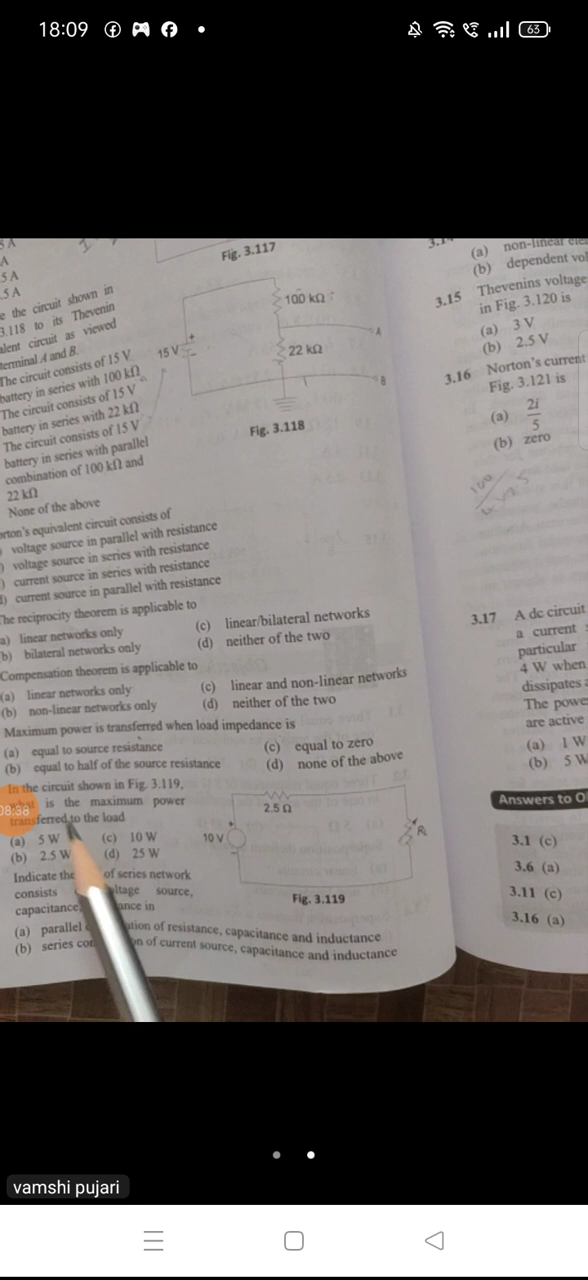 18:09
63
5 A
A
5 A
.5 A
Fig. 3.117
e the circuit shown in
3.118 to its Thevenin
alent circuit as viewed
terminal A and B.
The circuit consists of 15 V
battery in series with 100 kΩ
The circuit consists of 15 V
battery in series with 22 kΩ
The circuit consists of 15 V
battery in series with parallel
combination of 100 kΩ and
22 kΩ
None of the above
100 kΩ
A
15 V
22 kΩ
B
Fig. 3.118
orton's equivalent circuit consists of
voltage source in parallel with resistance
) voltage source in series with resistance
) current source in series with resistance
d) current source in parallel with resistance
The reciprocity theorem is applicable to
a) linear networks only (c) linear/bilateral networks
b) bilateral networks only (d) neither of the two
Compensation theorem is applicable to
(a) linear networks only (c) linear and non-linear networks
(b) non-linear networks only (d) neither of the two
Maximum power is transferred when load impedance is
(a) equal to source resistance (c) equal to zero
(b) equal to half of the source resistance (d) none of the above
In the circuit shown in Fig. 3.119,
08:38 is the maximum power
transferred to the load
(a) 5 W (c) 10 W
(b) 2.5 W (d) 25 W
2.5 Ω
10 V
RL
Fig. 3.119
Indicate the of series network
consists ltage source,
capacitance, ance in
(a) parallel ation of resistance, capacitance and inductance
(b) series con n of current source, capacitance and inductance
(a) non-linear ele
(b) dependent vol
3.15 Thevenins voltage
in Fig. 3.120 is
(a) 3 V
(b) 2.5 V
3.16 Norton's current
Fig. 3.121 is
(a) 2i/5
(b) zero
100
3.17 A dc circuit
a current
particular
4 W when
dissipates
The powe
are active
(a) 1 W
(b) 5 W
Answers to O
3.1 (c)
3.6 (a)
3.11 (c)
3.16 (a)
vamshi pujari